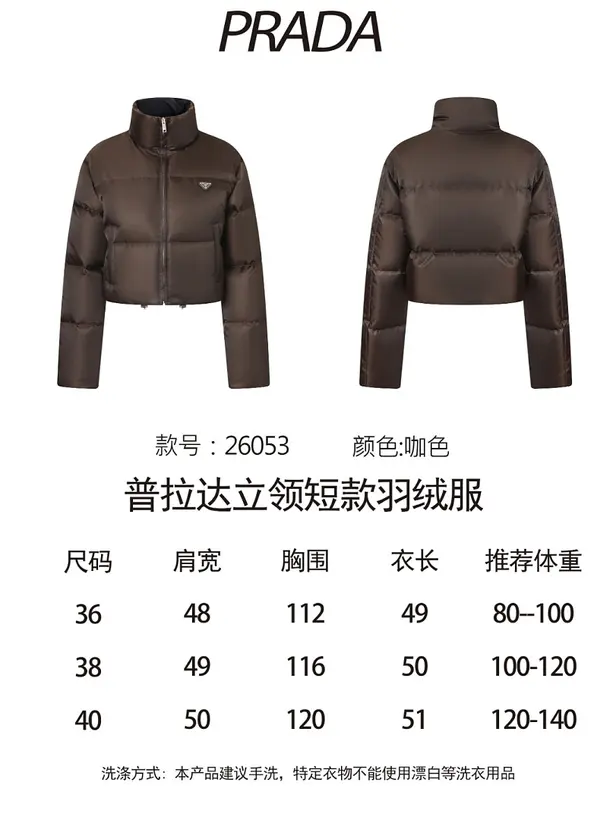 PRADA
款号：26053 颜色:咖色
普拉达立领短款羽绒服
尺码 肩宽 胸围 衣长 推荐体重
36 48 112 49 80--100
38 49 116 50 100-120
40 50 120 51 120-140
洗涤方式：本产品建议手洗，特定衣物不能使用漂白等洗衣用品